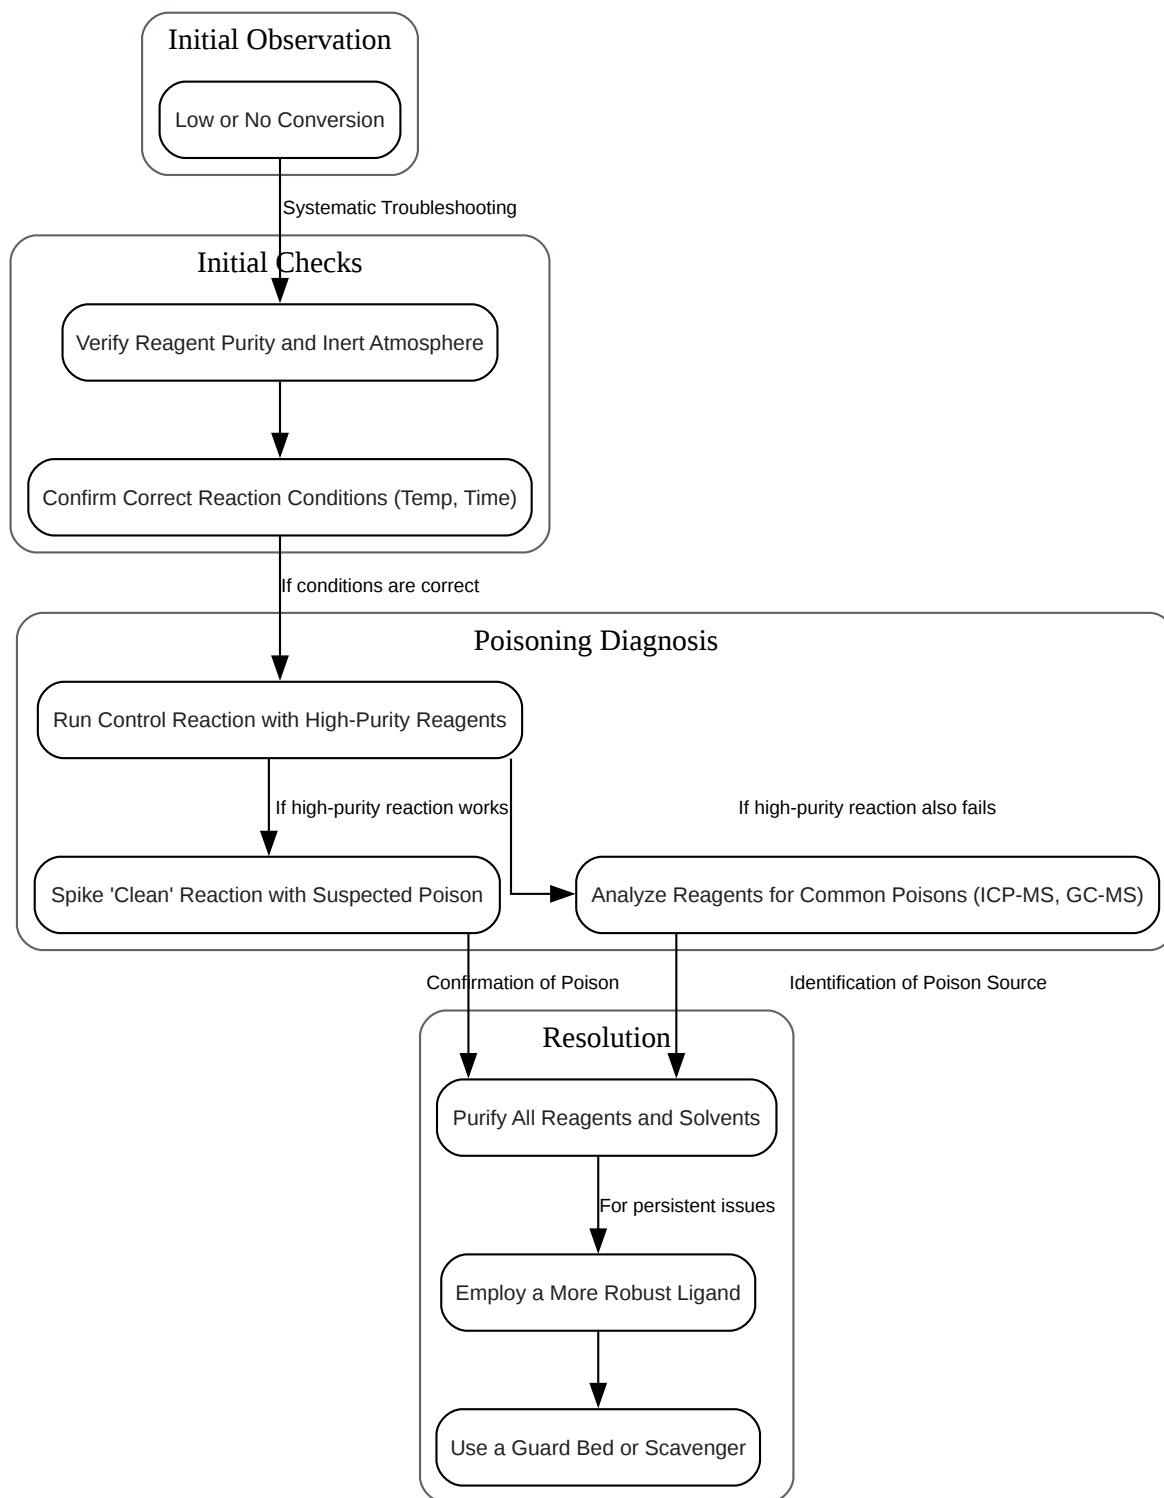 Initial Observation
Low or No Conversion
Systematic Troubleshooting
Initial Checks
Verify Reagent Purity and Inert Atmosphere
Confirm Correct Reaction Conditions (Temp, Time)
If conditions are correct
Poisoning Diagnosis
Run Control Reaction with High-Purity Reagents
If high-purity reaction works
If high-purity reaction also fails
Spike 'Clean' Reaction with Suspected Poison
Analyze Reagents for Common Poisons (ICP-MS, GC-MS)
Confirmation of Poison
Identification of Poison Source
Resolution
Purify All Reagents and Solvents
For persistent issues
Employ a More Robust Ligand
Use a Guard Bed or Scavenger